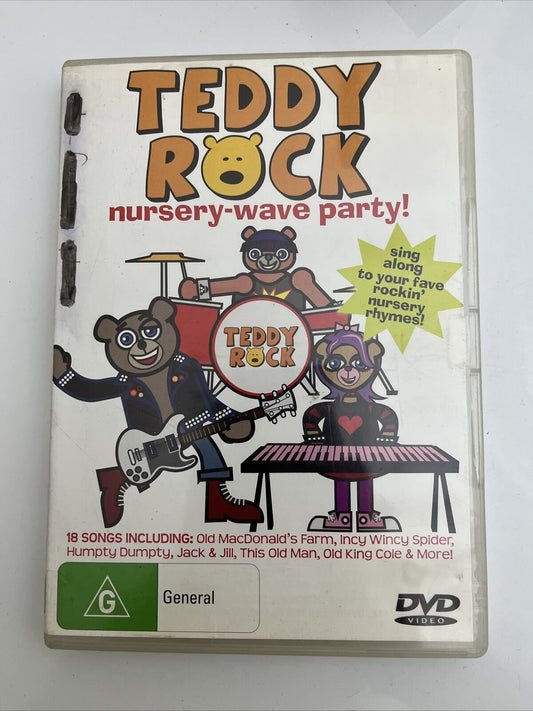 TEDDY
ROCK
nursery-wave party!
sing
along
to your fave
rockin'
nursery
rhymes!
TEDDY
ROCK
18 SONGS INCLUDING: Old MacDonald's Farm, Incy Wincy Spider,
Humpty Dumpty, Jack & Jill, This Old Man, Old King Cole & More!
G
General
DVD
VIDEO